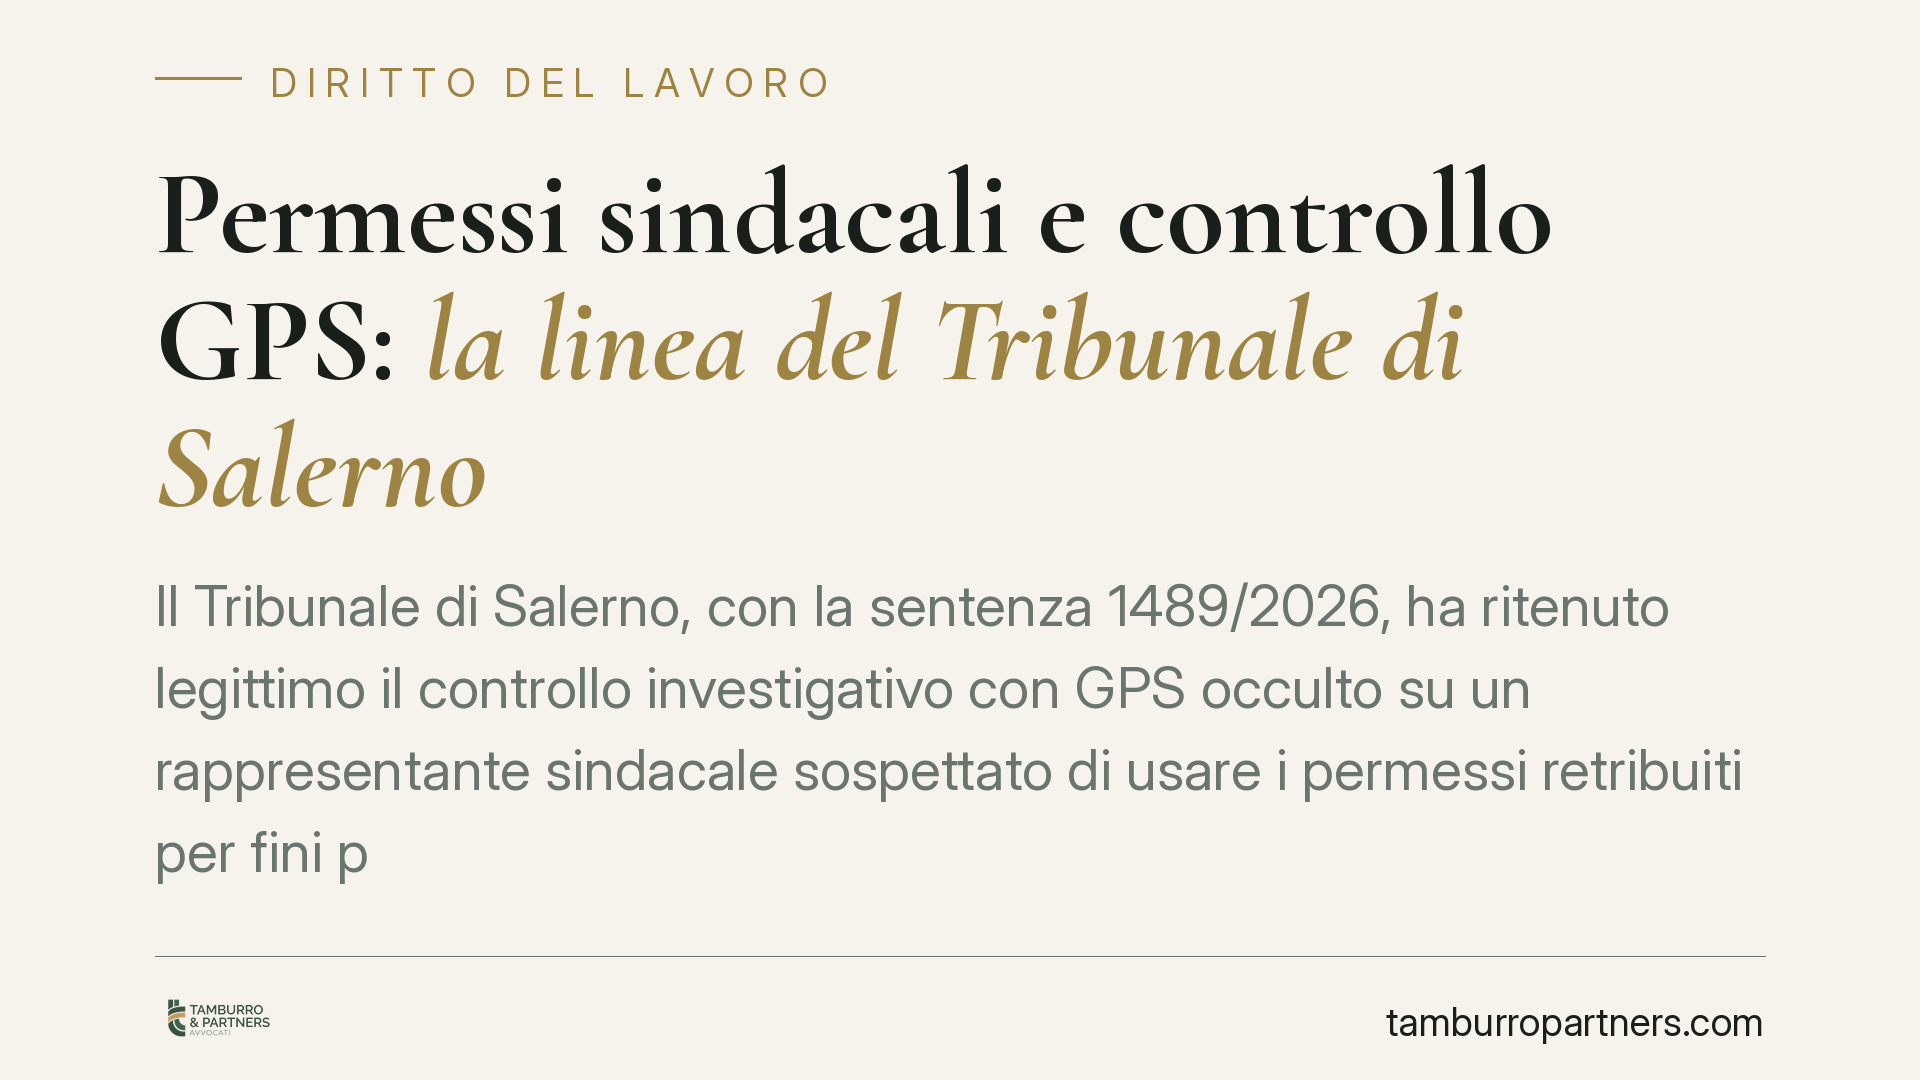 DIRITTO DEL LAVORO
Permessi sindacali e controllo
GPS: la linea del Tribunale di
Salerno
Il Tribunale di Salerno, con la sentenza 1489/2026, ha ritenuto
legittimo il controllo investigativo con GPS occulto su un
rappresentante sindacale sospettato di usare i permessi retribuiti
per fini p
TAMBURRO
& PARTNERS
AVVOCATI
tamburropartners.com